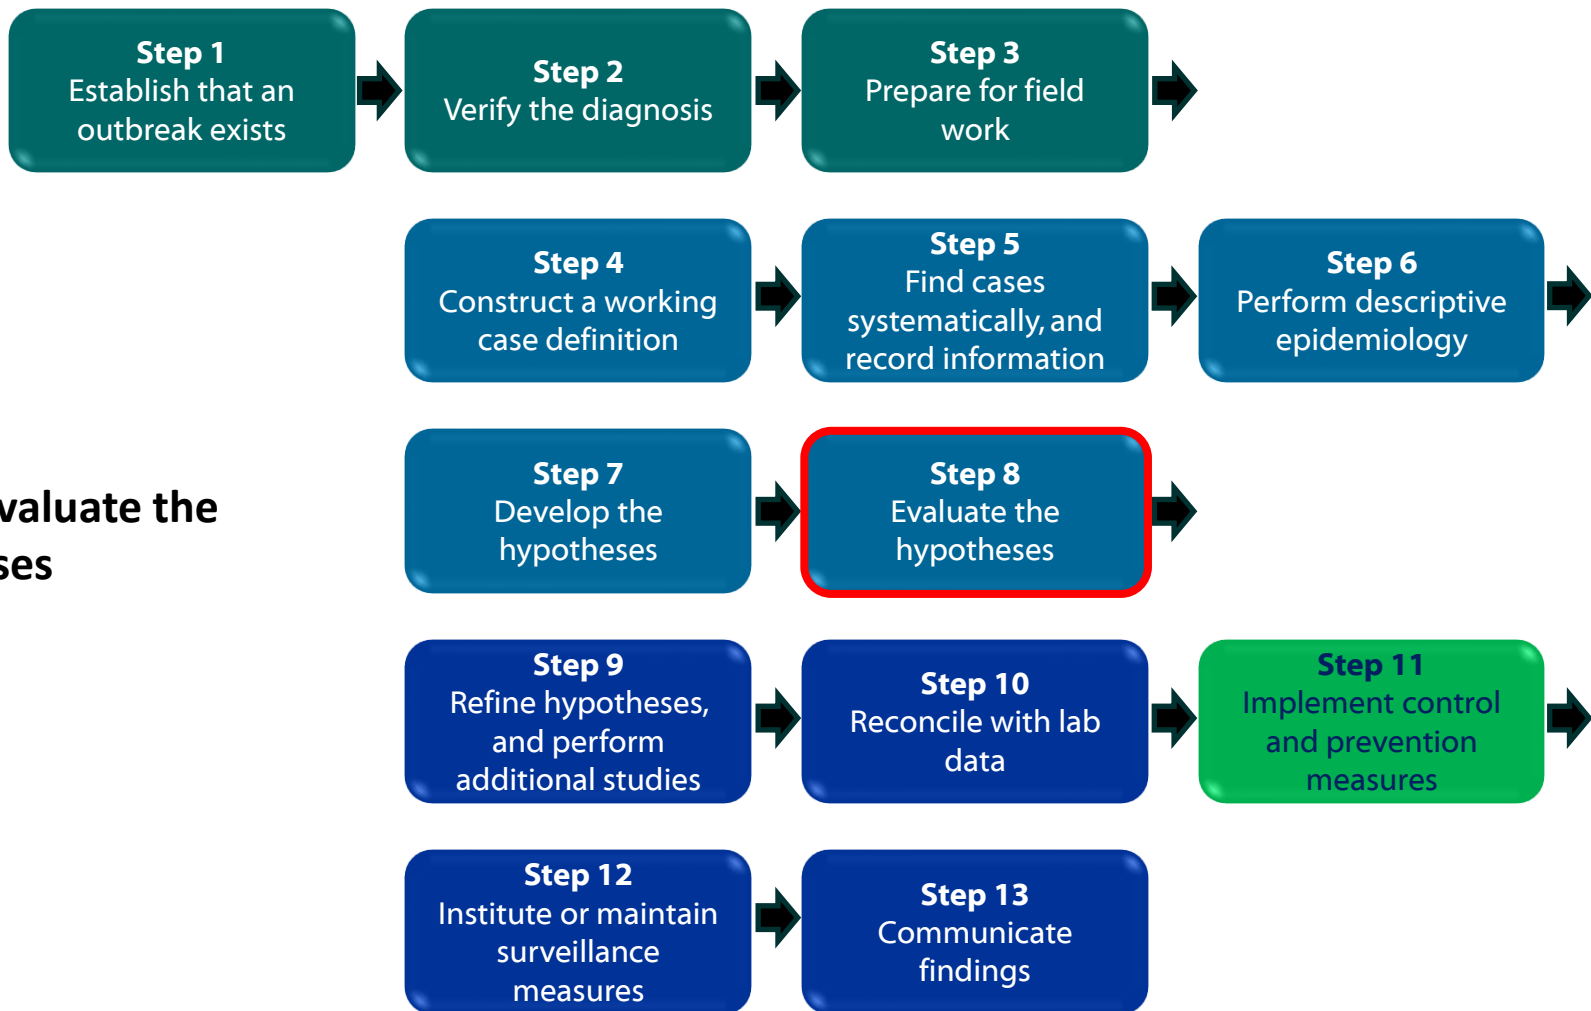 Step 1
Establish that an
outbreak exists
Step 2
Verify the diagnosis
Step 3
Prepare for field
work
Step 4
Construct a working
case definition
Step 5
Find cases
systematically, and
record information
Step 6
Perform descriptive
epidemiology
valuate the
ses
Step 7
Develop the
hypotheses
Step 8
Evaluate the
hypotheses
Step 9
Refine hypotheses,
and perform
additional studies
Step 10
Reconcile with lab
data
Step 11
Implement control
and prevention
measures
Step 12
Institute or maintain
surveillance
measures
Step 13
Communicate
findings